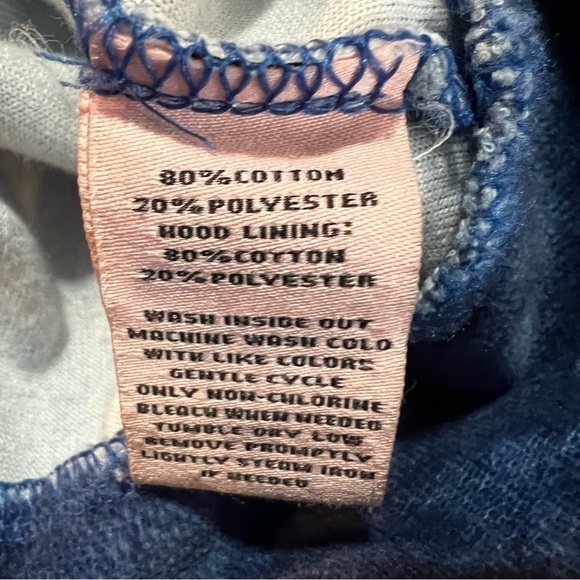 80% COTTON
20% POLYESTER
HOOD LINING:
80% COTTON
20% POLYESTER
WASH INSIDE OUT
MACHINE WASH COLD
WITH LIKE COLORS
GENTLE CYCLE
ONLY NON-CHLORINE
BLEACH WHEN NEEDED
TUMBLE DRY LOW
REMOVE PROMPTLY
LIGHTLY STEAM IRON
IF NEEDED